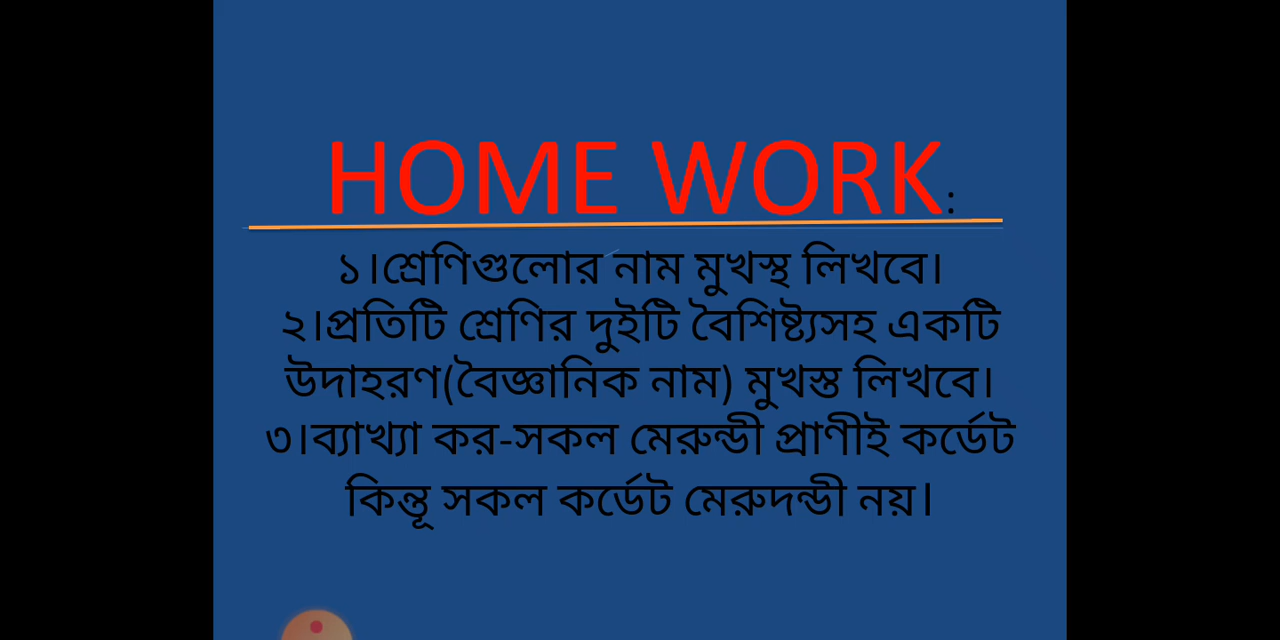 HOME WORK:
১।শ্রেণিগুলোর নাম মুখস্থ লিখবে।
২।প্রতিটি শ্রেণির দুইটি বৈশিষ্ট্যসহ একটি
উদাহরণ(বৈজ্ঞানিক নাম) মুখস্ত লিখবে।
৩।ব্যাখ্যা কর-সকল মেরুন্ডী প্রাণীই কর্ডেট
কিন্তূ সকল কর্ডেট মেরুদন্ডী নয়।